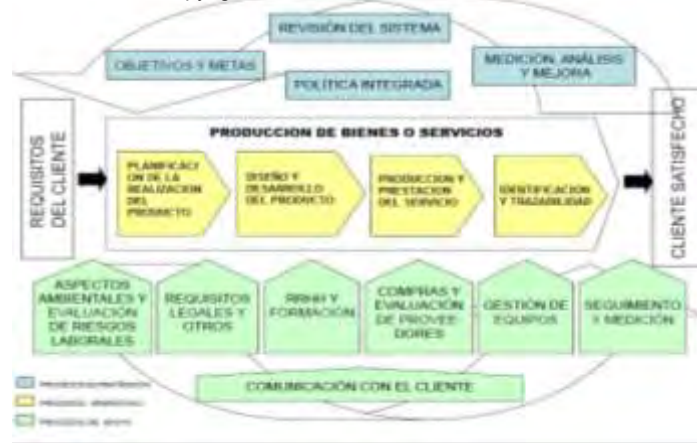 REVISIÓN DEL SISTEMA
OBJETIVOS Y METAS
MEDICIÓN, ANÁLISIS
Y MEJORA
POLÍTICA INTEGRADA
REQUISITOS
DEL CLIENTE
PRODUCCION DE BIENES O SERVICIOS
PLANIFICACI
ON DE LA
REALIZACION
DEL
PRODUCTO
DISEÑO Y
DESARROLLO
DEL PRODUCTO
PRODUCCION Y
PRESTACION
DEL SERVICIO
IDENTIFICACION
Y TRAZABILIDAD
CLIENTE SATISFECHO
ASPECTOS
AMBIENTALES Y
EVALUACIÓN
DE RIESGOS
LABORALES
REQUISITOS
LEGALES Y
OTROS
RRHH Y
FORMACIÓN
COMPRAS Y
EVALUACIÓN
DE PROVEE
DORES
GESTIÓN DE
EQUIPOS
SEGUIMIENTO
Y MEDICIÓN
COMUNICACIÓN CON EL CLIENTE